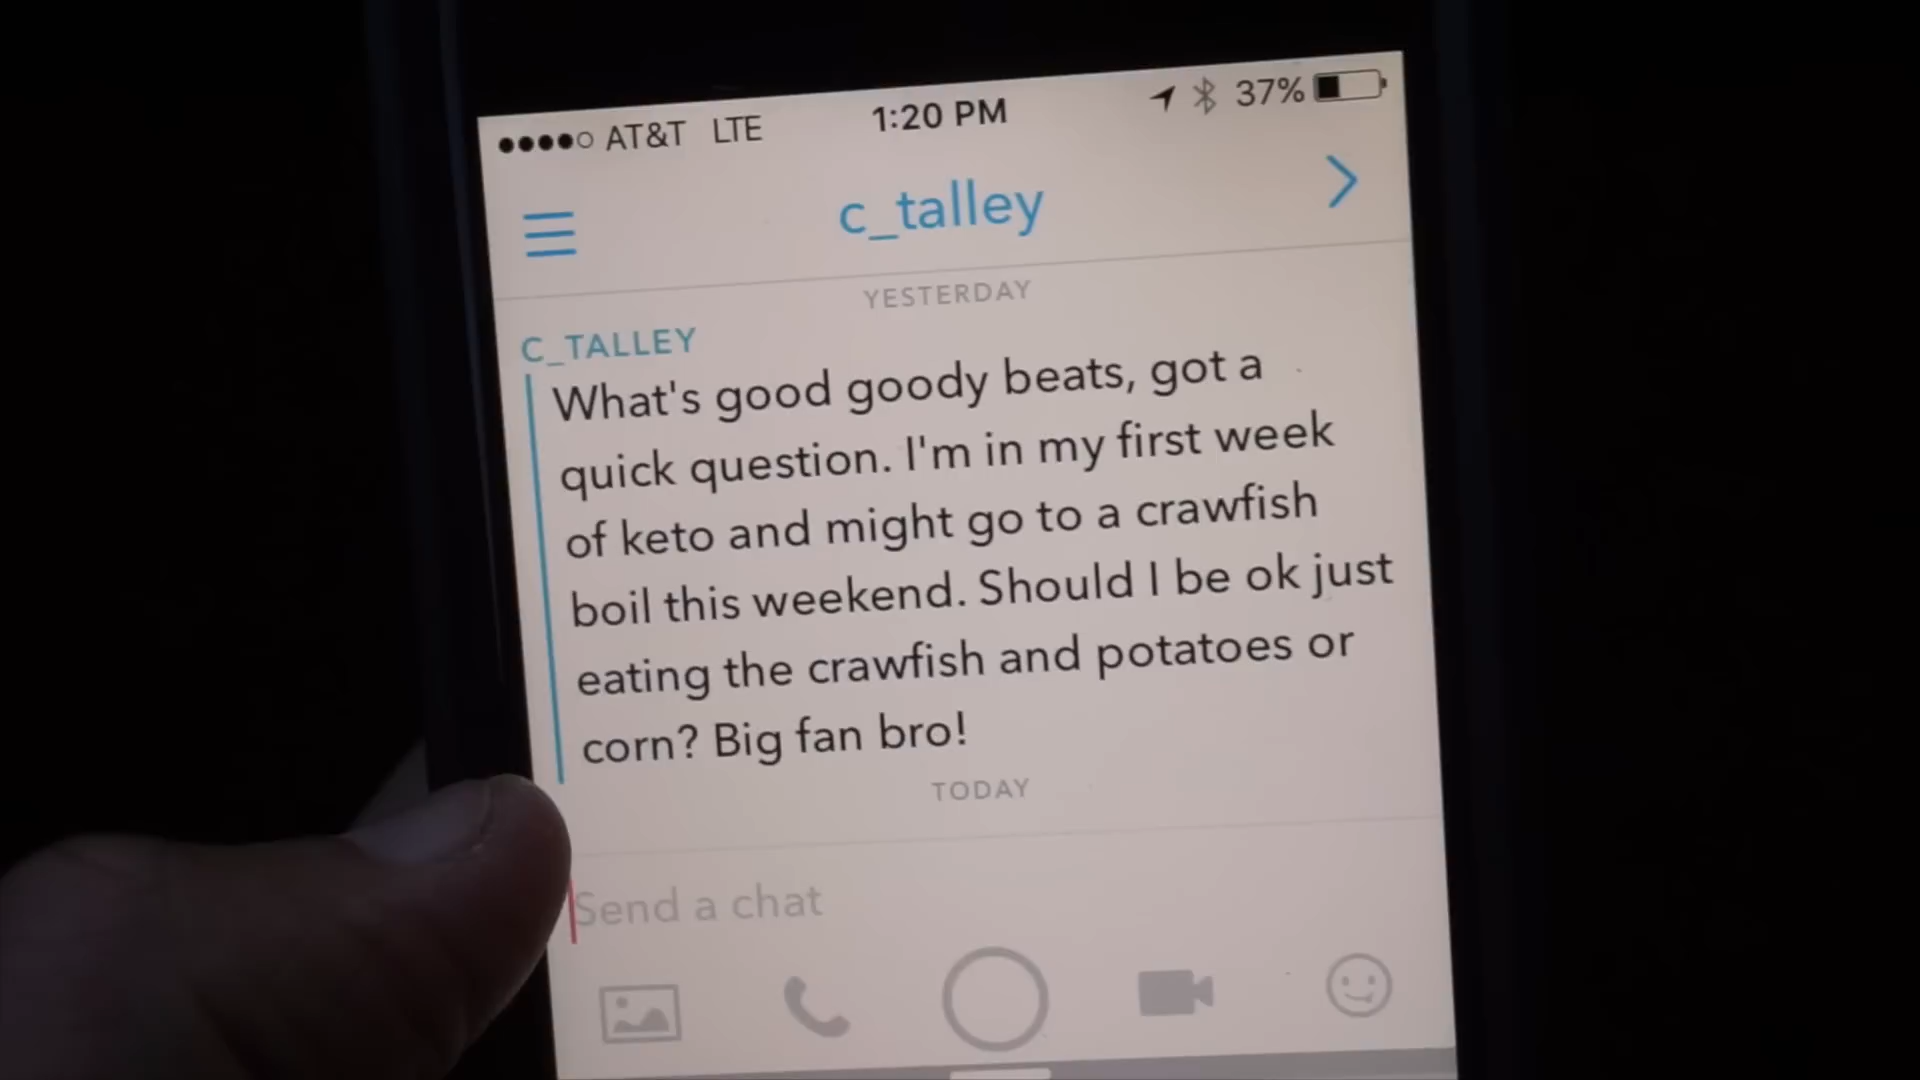 AT&T LTE 1:20 PM 37%
c_talley
YESTERDAY
C_TALLEY
What's good goody beats, got a
quick question. I'm in my first week
of keto and might go to a crawfish
boil this weekend. Should I be ok just
eating the crawfish and potatoes or
corn? Big fan bro!
TODAY
Send a chat